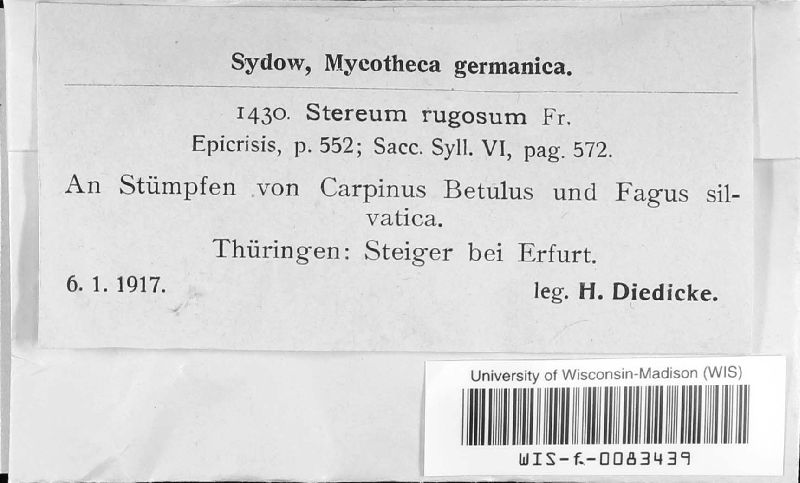 Sydow, Mycotheca germanica.
1430. Stereum rugosum Fr.
Epicrisis, p. 552; Sacc. Syll. VI, pag. 572.
An Stümpfen von Carpinus Betulus und Fagus sil-
vatica.
Thüringen: Steiger bei Erfurt.
6. 1. 1917. leg. H. Diedicke.
University of Wisconsin-Madison (WIS)
WIS-f-0083439